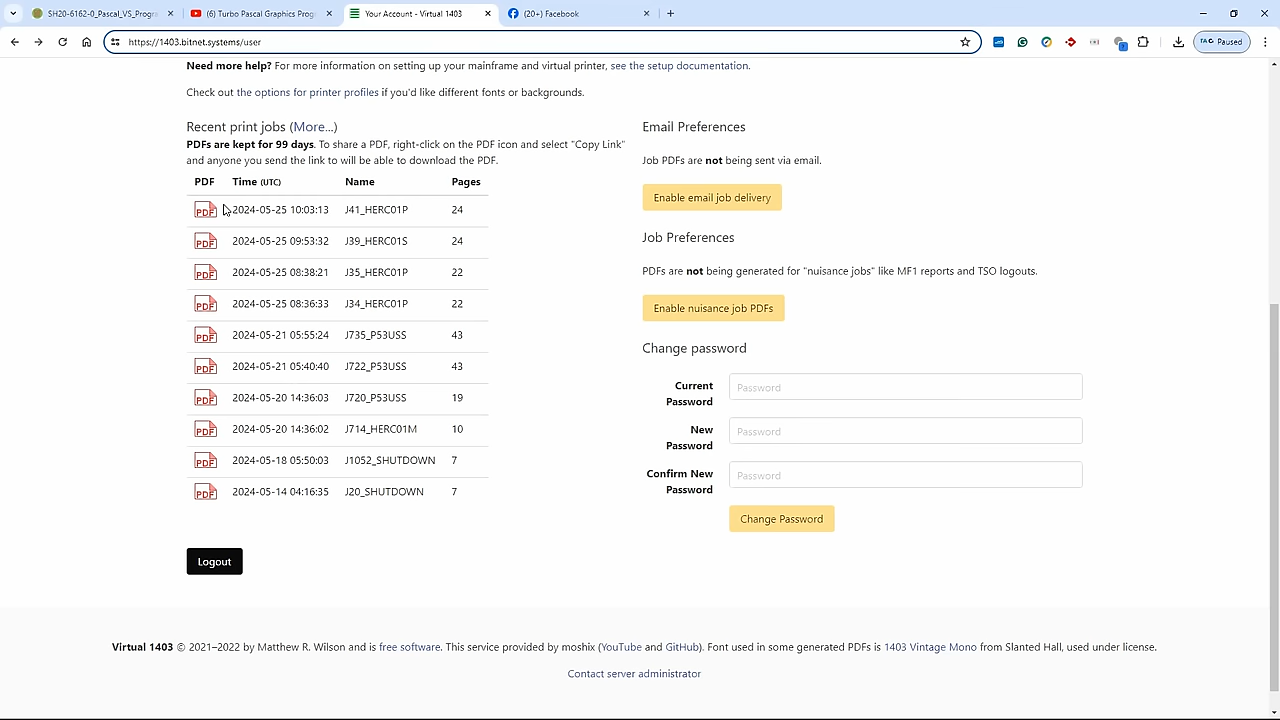 SH20-6162-0_Pascal_VS_Progra
(6) Turbo Pascal Graphics Prog
Your Account - Virtual 1403
(20+) Facebook
https://1403.bitnet.systems/user
Paused
Need more help? For more information on setting up your mainframe and virtual printer, see the setup documentation.
Check out the options for printer profiles if you'd like different fonts or backgrounds.
Recent print jobs (More...)
PDFs are kept for 99 days. To share a PDF, right-click on the PDF icon and select "Copy Link"
and anyone you send the link to will be able to download the PDF.
PDF Time (UTC) Name Pages
PDF 2024-05-25 10:03:13 J41_HERC01P 24
PDF 2024-05-25 09:53:32 J39_HERC01S 24
PDF 2024-05-25 08:38:21 J35_HERC01P 22
PDF 2024-05-25 08:36:33 J34_HERC01P 22
PDF 2024-05-21 05:55:24 J735_P53USS 43
PDF 2024-05-21 05:40:40 J722_P53USS 43
PDF 2024-05-20 14:36:03 J720_P53USS 19
PDF 2024-05-20 14:36:02 J714_HERC01M 10
PDF 2024-05-18 05:50:03 J1052_SHUTDOWN 7
PDF 2024-05-14 04:16:35 J20_SHUTDOWN 7
Logout
Email Preferences
Job PDFs are not being sent via email.
Enable email job delivery
Job Preferences
PDFs are not being generated for "nuisance jobs" like MF1 reports and TSO logouts.
Enable nuisance job PDFs
Change password
Current
Password
Password
New
Password
Password
Confirm New
Password
Password
Change Password
Virtual 1403 © 2021–2022 by Matthew R. Wilson and is free software. This service provided by moshix (YouTube and GitHub). Font used in some generated PDFs is 1403 Vintage Mono from Slanted Hall, used under license.
Contact server administrator